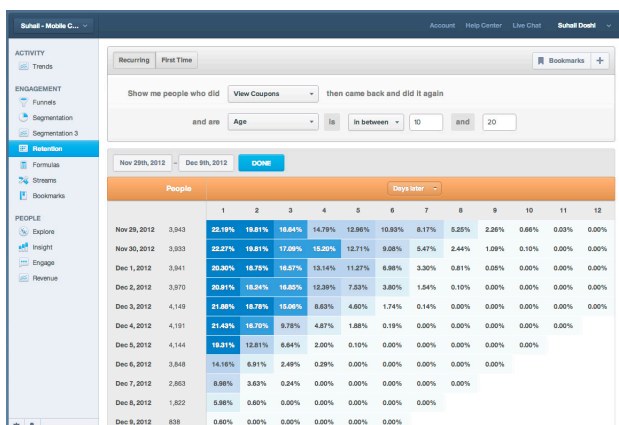 Suhail - Mobile C...
Account Help Center Live Chat Suhail Doshi
ACTIVITY
Trends
ENGAGEMENT
Funnels
Segmentation
Segmentation 3
Retention
Formulas
Streams
Bookmarks
PEOPLE
Explore
Insight
Engage
Revenue
Recurring First Time
Bookmarks +
Show me people who did View Coupons then came back and did it again
and are Age is in between 10 and 20
Nov 29th, 2012 - Dec 9th, 2012 DONE
People Days later
1 2 3 4 5 6 7 8 9 10 11 12
Nov 29, 2012 3,943 22.19% 19.81% 16.64% 14.79% 12.96% 10.93% 8.17% 5.25% 2.26% 0.66% 0.03% 0.00%
Nov 30, 2012 3,933 22.27% 19.81% 17.09% 15.20% 12.71% 9.08% 5.47% 2.44% 1.09% 0.10% 0.00% 0.00%
Dec 1, 2012 3,941 20.30% 18.75% 16.57% 13.14% 11.27% 6.98% 3.30% 0.81% 0.05% 0.00% 0.00% 0.00%
Dec 2, 2012 3,970 20.91% 18.24% 16.85% 12.39% 7.53% 3.80% 1.54% 0.10% 0.00% 0.00% 0.00% 0.00%
Dec 3, 2012 4,149 21.86% 18.78% 15.06% 8.63% 4.60% 1.74% 0.14% 0.00% 0.00% 0.00% 0.00% 0.00%
Dec 4, 2012 4,191 21.43% 16.70% 9.78% 4.87% 1.88% 0.19% 0.00% 0.00% 0.00% 0.00% 0.00%
Dec 5, 2012 4,144 19.31% 12.81% 6.64% 2.00% 0.10% 0.00% 0.00% 0.00% 0.00% 0.00%
Dec 6, 2012 3,848 14.16% 6.91% 2.49% 0.29% 0.00% 0.00% 0.00% 0.00% 0.00%
Dec 7, 2012 2,863 8.98% 3.63% 0.24% 0.00% 0.00% 0.00% 0.00% 0.00%
Dec 8, 2012 1,822 5.98% 0.60% 0.00% 0.00% 0.00% 0.00% 0.00%
Dec 9, 2012 838 0.60% 0.00% 0.00% 0.00% 0.00% 0.00%